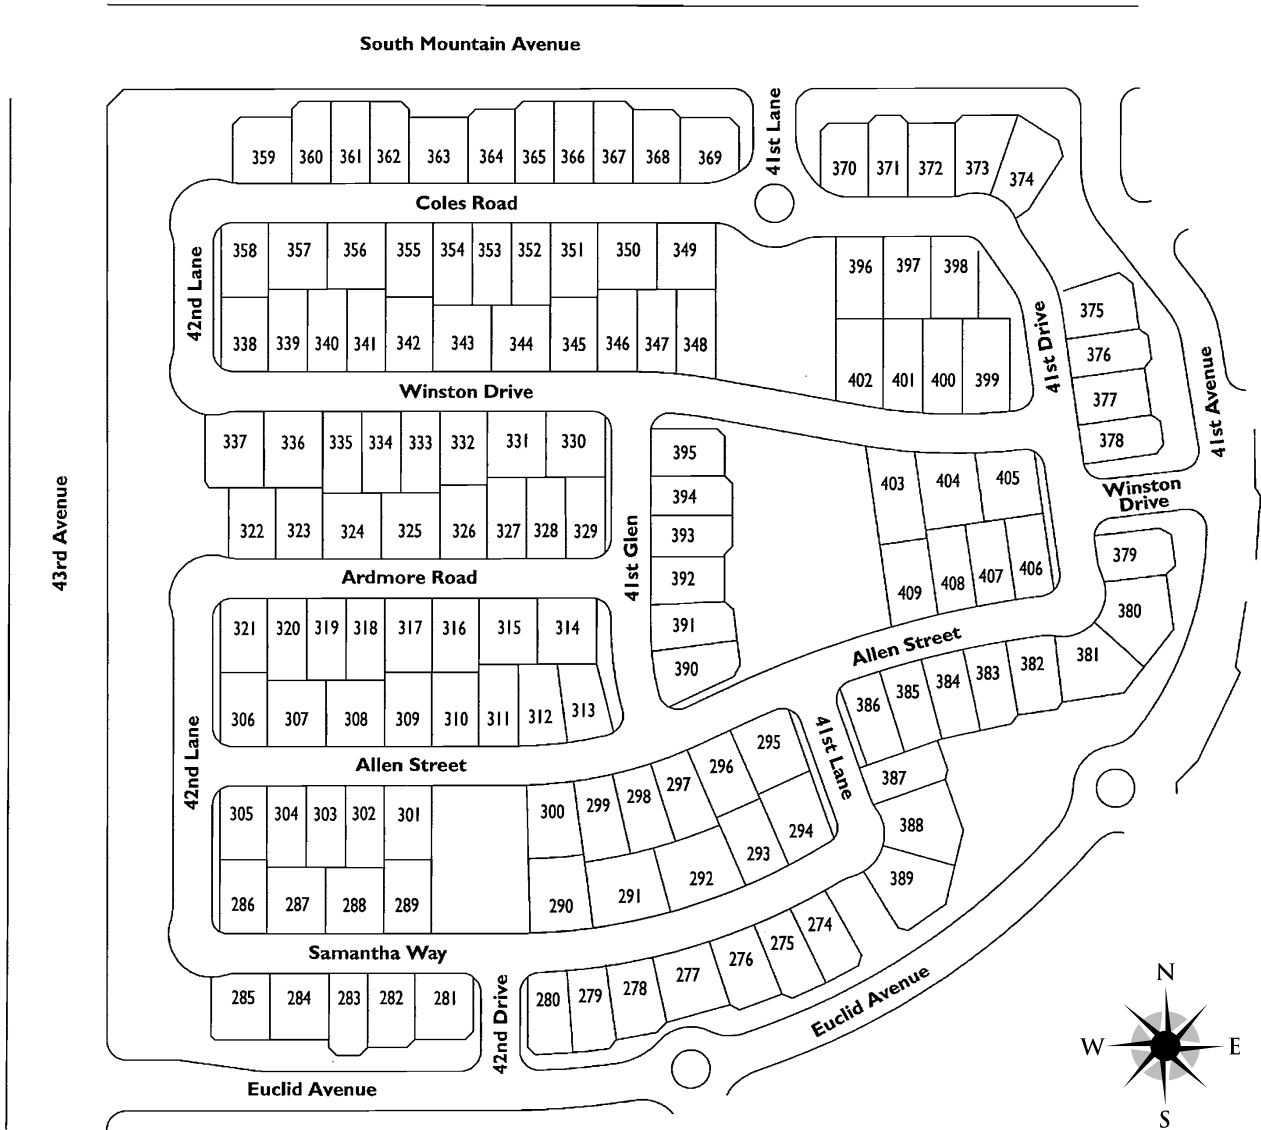 South Mountain Avenue
41st Lane
359 360 361 362 363 364 365 366 367 368 369
370 371 372 373 374
Coles Road
42nd Lane
358 357 356 355 354 353 352 351 350 349
396 397 398
338 339 340 341 342 343 344 345 346 347 348
402 401 400 399
41st Drive
375
376
377
378
41st Avenue
Winston Drive
337 336 335 334 333 332 331 330
395
394
393
392
391
390
403 404 405
Winston
Drive
43rd Avenue
322 323 324 325 326 327 328 329
41st Glen
409 408 407 406
379
380
381
Ardmore Road
321 320 319 318 317 316 315 314
Allen Street
306 307 308 309 310 311 312 313
386 385 384 383 382
42nd Lane
Allen Street
41st Lane
305 304 303 302 301
300 299 298 297 296 295
387
388
389
286 287 288 289
290 291 292 293 294
Samantha Way
285 284 283 282 281
42nd Drive
280 279 278 277 276 275 274
Euclid Avenue
Euclid Avenue
N
W E
S